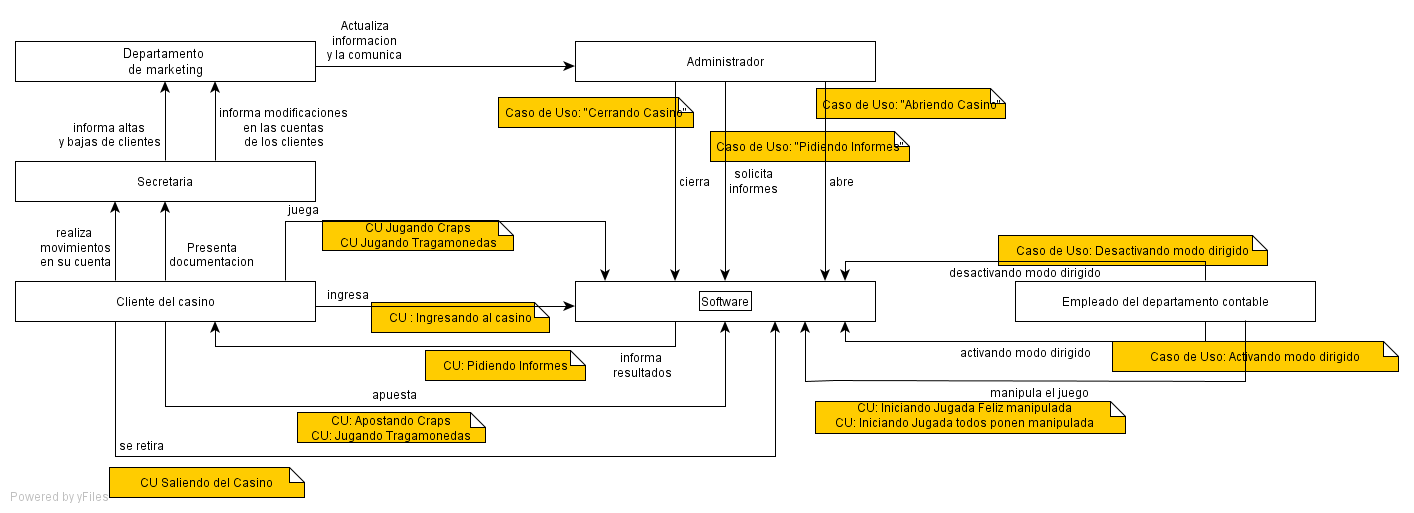 Actualiza
informacion
y la comunica
Departamento
de marketing
Administrador
Caso de Uso: "Cerrando Casino"
Caso de Uso: "Abriendo Casino"
informa altas
y bajas de clientes
informa modificaciones
en las cuentas
de los clientes
Caso de Uso: "Pidiendo Informes"
Secretaria
cierra
solicita
informes
abre
juega
realiza
movimientos
en su cuenta
Presenta
documentacion
CU Jugando Craps
CU Jugando Tragamonedas
Caso de Uso: Desactivando modo dirigido
desactivando modo dirigido
Cliente del casino
ingresa
Software
Empleado del departamento contable
CU : Ingresando al casino
informa
resultados
CU: Pidiendo Informes
activando modo dirigido
Caso de Uso: Activando modo dirigido
apuesta
manipula el juego
CU: Apostando Craps
CU: Jugando Tragamonedas
CU: Iniciando Jugada Feliz manipulada
CU: Iniciando Jugada todos ponen manipulada
se retira
CU Saliendo del Casino
Powered by yFiles